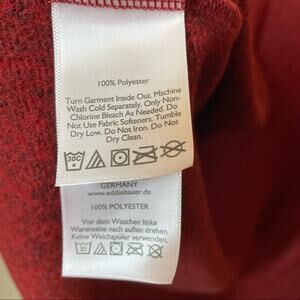 100% Polyester
Turn Garment Inside Out. Machine
Wash Cold Separately. Only Non-
Chlorine Bleach As Needed. Do
Not Use Fabric Softeners. Tumble
Dry Low. Do Not Iron. Do Not
Dry Clean.
30C
GERMANY
www.eddiebauer.de
100% POLYESTER
Vor dem Waschen linke
Warenseite nach außen drehen.
Keine Weichspüler verwenden.